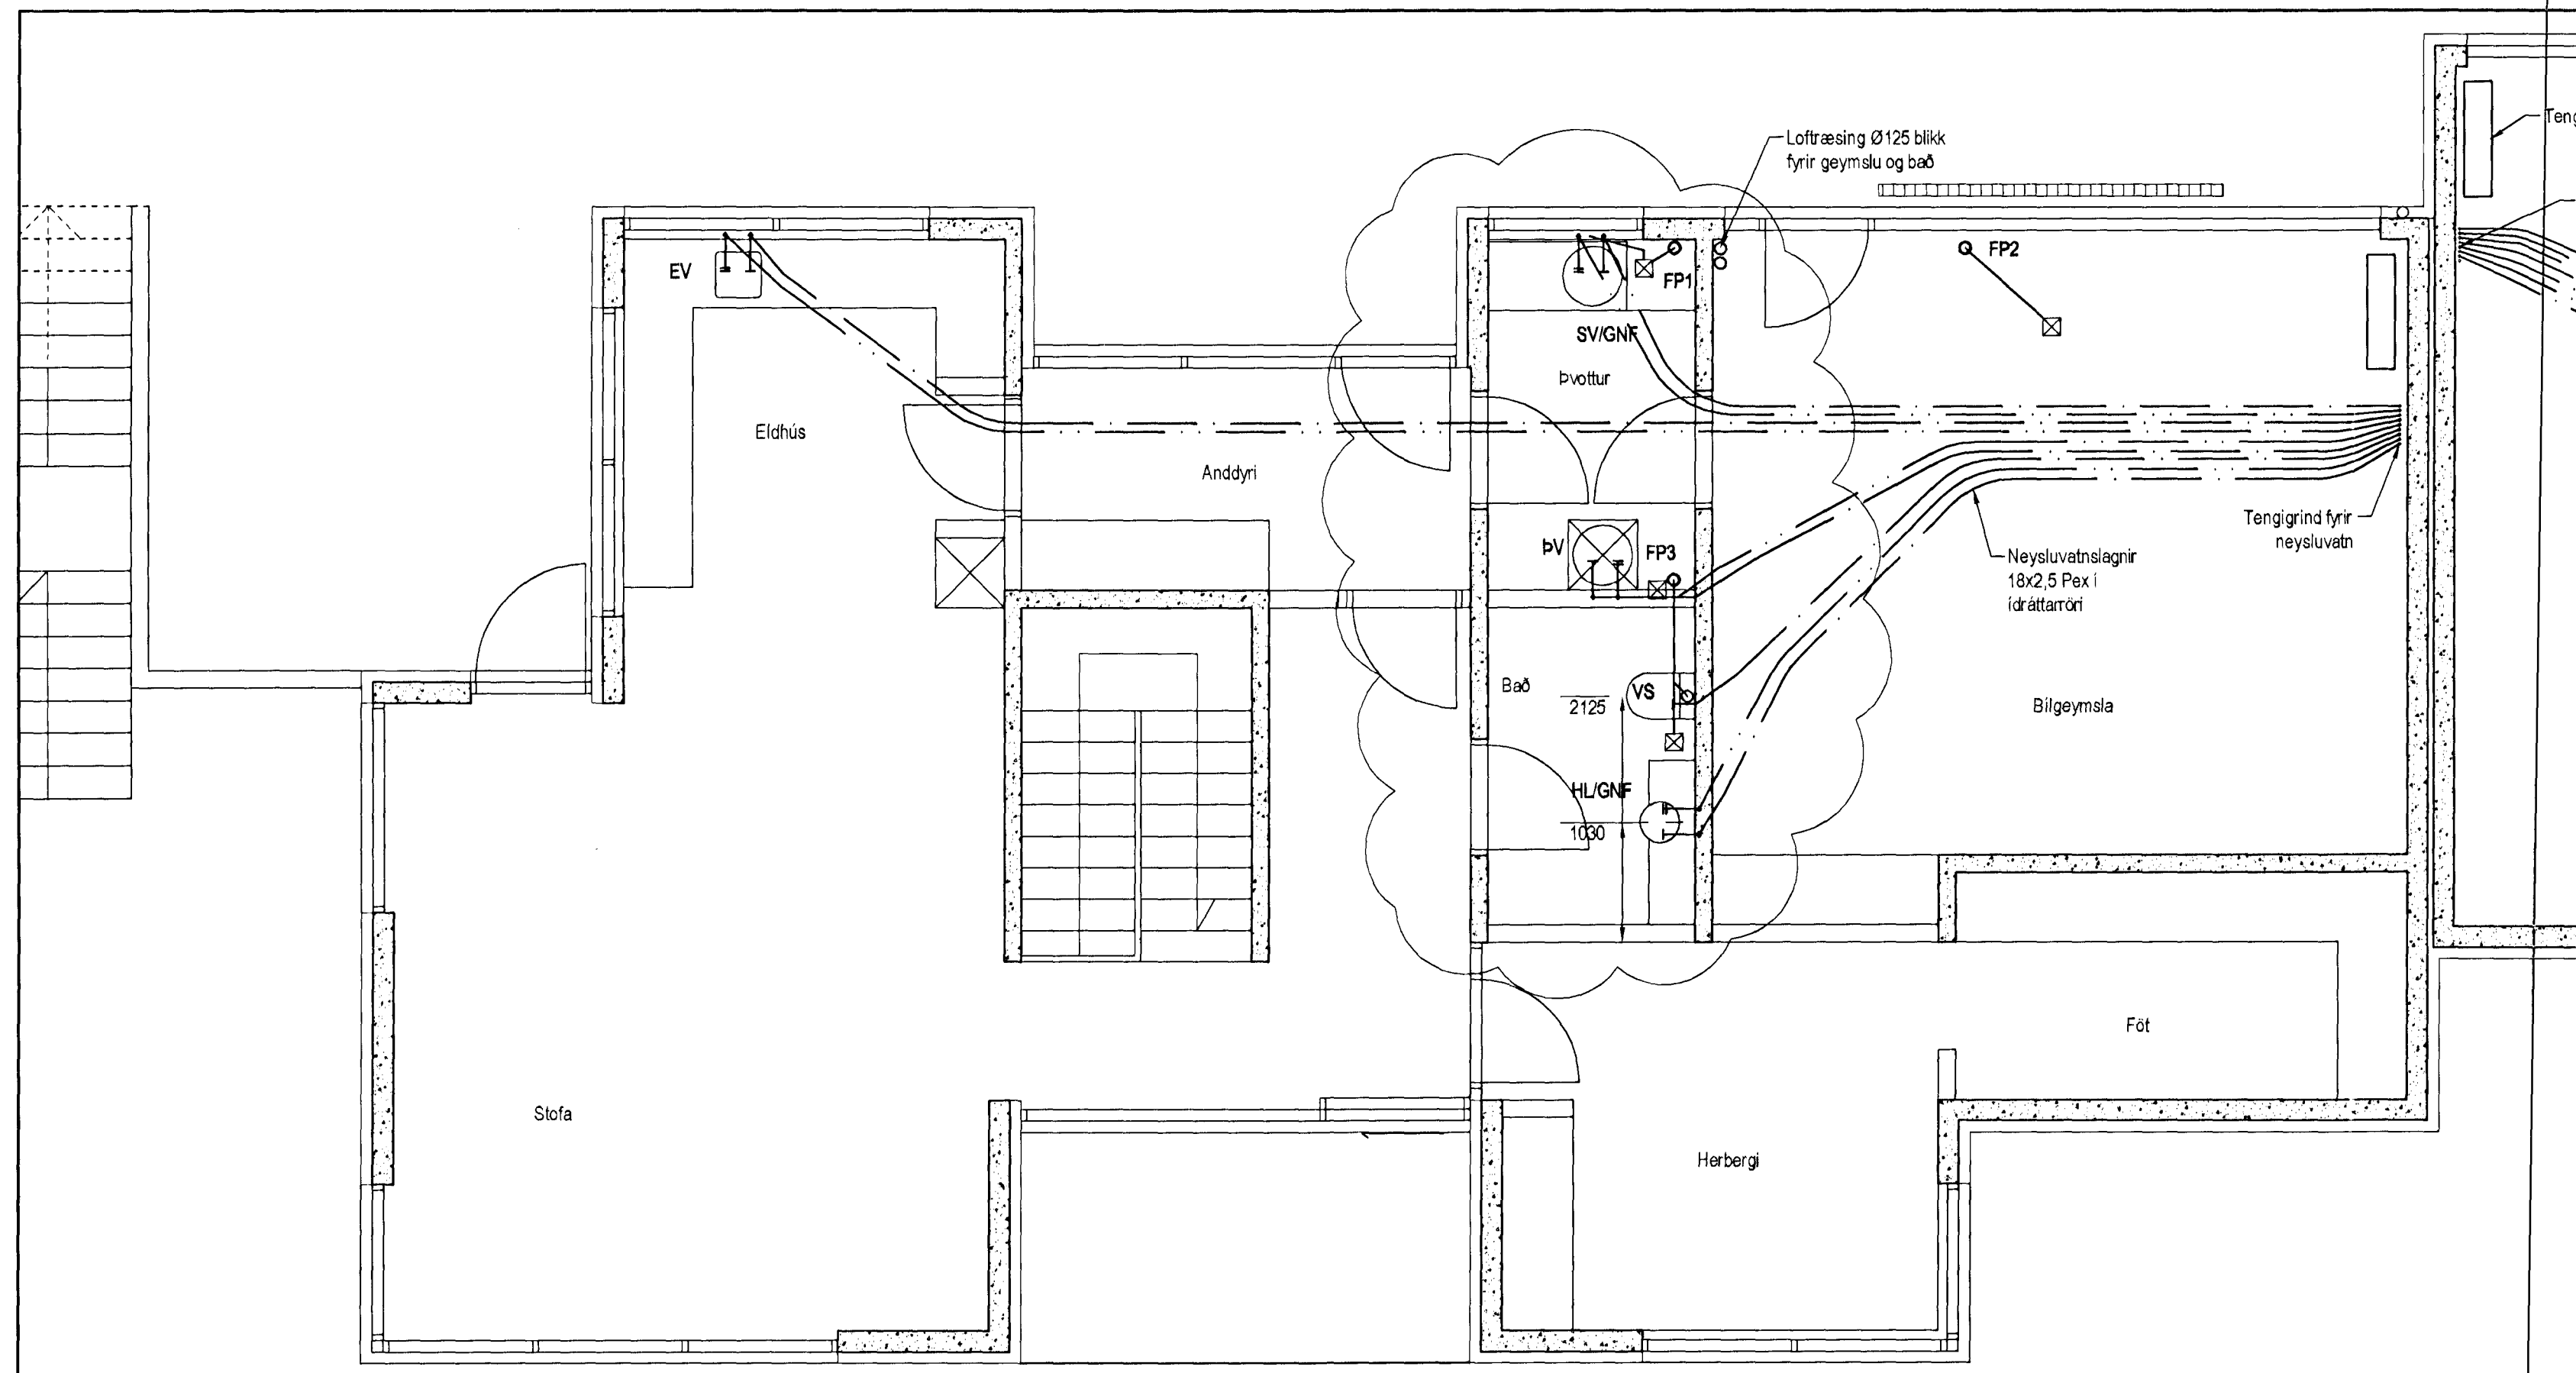 Loftræsing Ø125 blikk
fyrir geymslu og bað
EV
FP1
FP2
SV/GNF
Þvottur
Eldhús
Anddyri
ÞV
FP3
Tengigrind fyrir
neysluvatn
Neysluvatnslagnir
18x2,5 Pex í
ídráttarröri
Bað
VS
2125
Bílgeymsla
HL/GNF
1030
Föt
Stofa
Herbergi
Teng